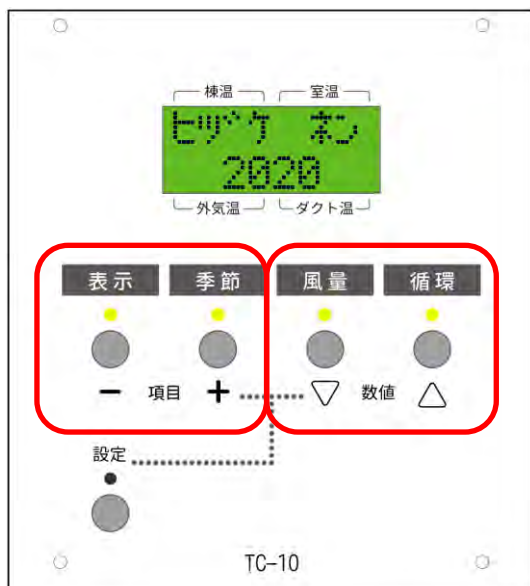 棟温 室温
ヒヅケ ネン
2020
外気温 ダクト温
表示 季節 風量 循環
− 項目 + ▽ 数値 △
設定
TC-10